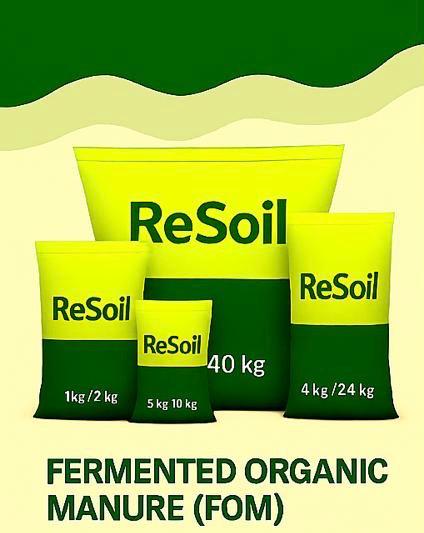 ReSoil
ReSoil
ReSoil
ReSoil
40 kg
1kg/2 kg
5 kg 10 kg
4 kg/24 kg
FERMENTED ORGANIC
MANURE (FOM)